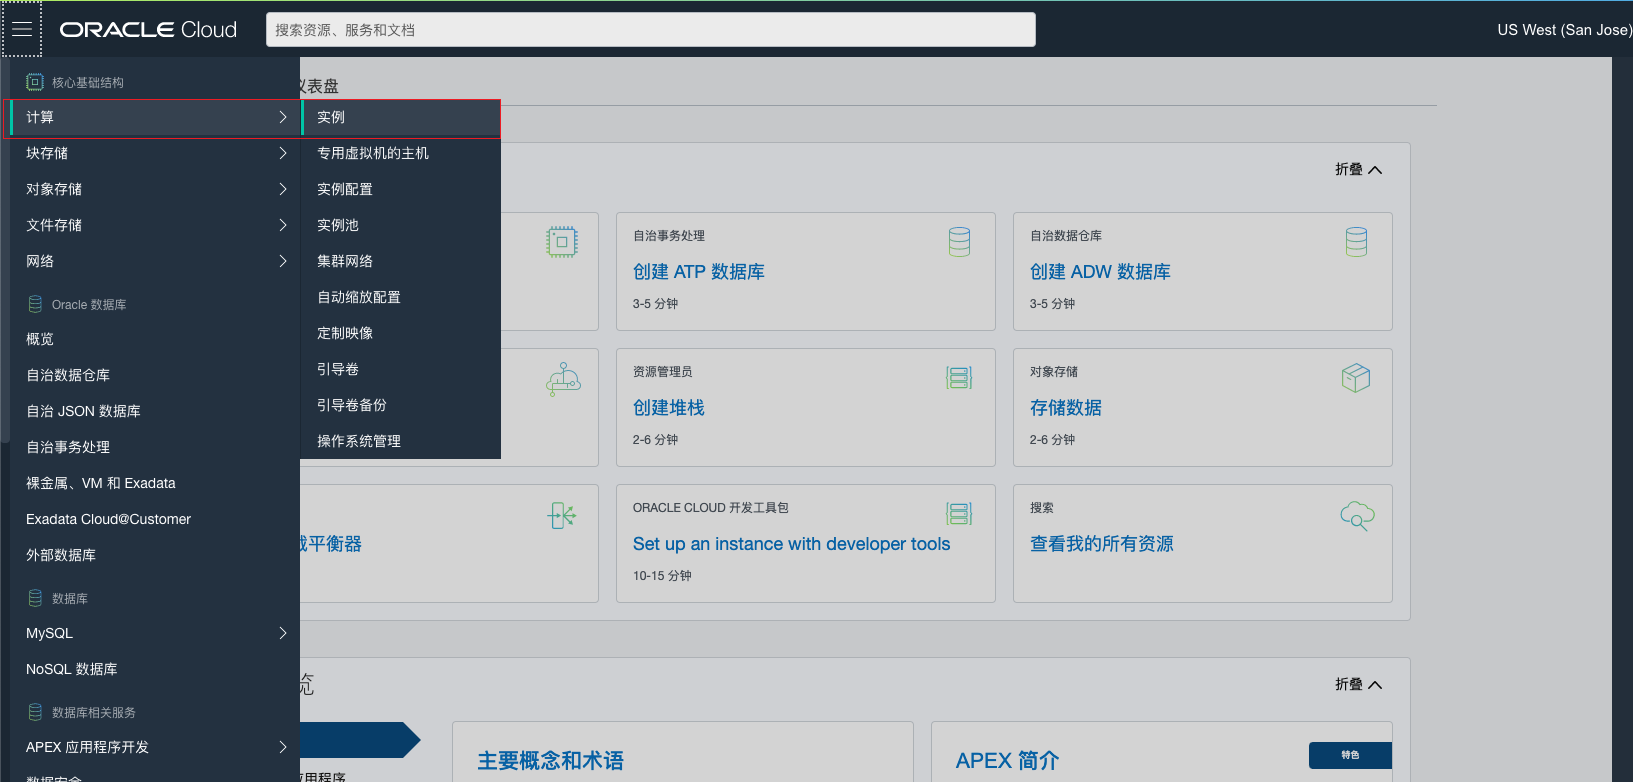 ORACLE Cloud
搜索资源、服务和文档
US West (San Jose)
核心基础结构
计算
块存储
对象存储
文件存储
网络
Oracle 数据库
概览
自治数据仓库
自治 JSON 数据库
自治事务处理
裸金属、VM 和 Exadata
Exadata Cloud@Customer
外部数据库
数据库
MySQL
NoSQL 数据库
数据库相关服务
APEX 应用程序开发
数据安全
实例
专用虚拟机的主机
实例配置
实例池
集群网络
自动缩放配置
定制映像
引导卷
引导卷备份
操作系统管理
表盘
折叠
自治事务处理
创建 ATP 数据库
3-5 分钟
自治数据仓库
创建 ADW 数据库
3-5 分钟
资源管理员
创建堆栈
2-6 分钟
对象存储
存储数据
2-6 分钟
平衡器
ORACLE CLOUD 开发工具包
Set up an instance with developer tools
10-15 分钟
搜索
查看我的所有资源
览
折叠
应用程序
主要概念和术语
APEX 简介
特色